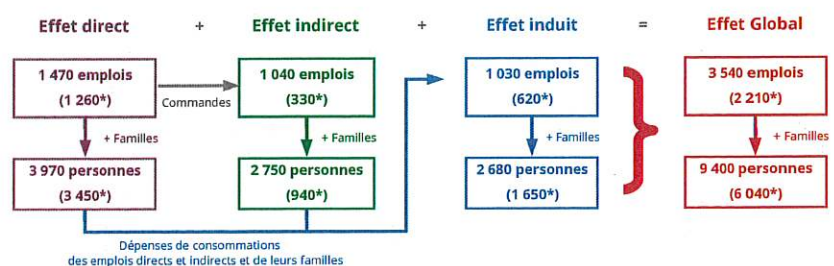 Effet direct + Effet indirect + Effet induit = Effet Global
1 470 emplois
(1 260*)
Commandes
1 040 emplois
(330*)
1 030 emplois
(620*)
3 540 emplois
(2 210*)
+ Familles
+ Familles
+ Familles
+ Familles
3 970 personnes
(3 450*)
2 750 personnes
(940*)
2 680 personnes
(1 650*)
9 400 personnes
(6 040*)
Dépenses de consommations
des emplois directs et indirects et de leurs familles